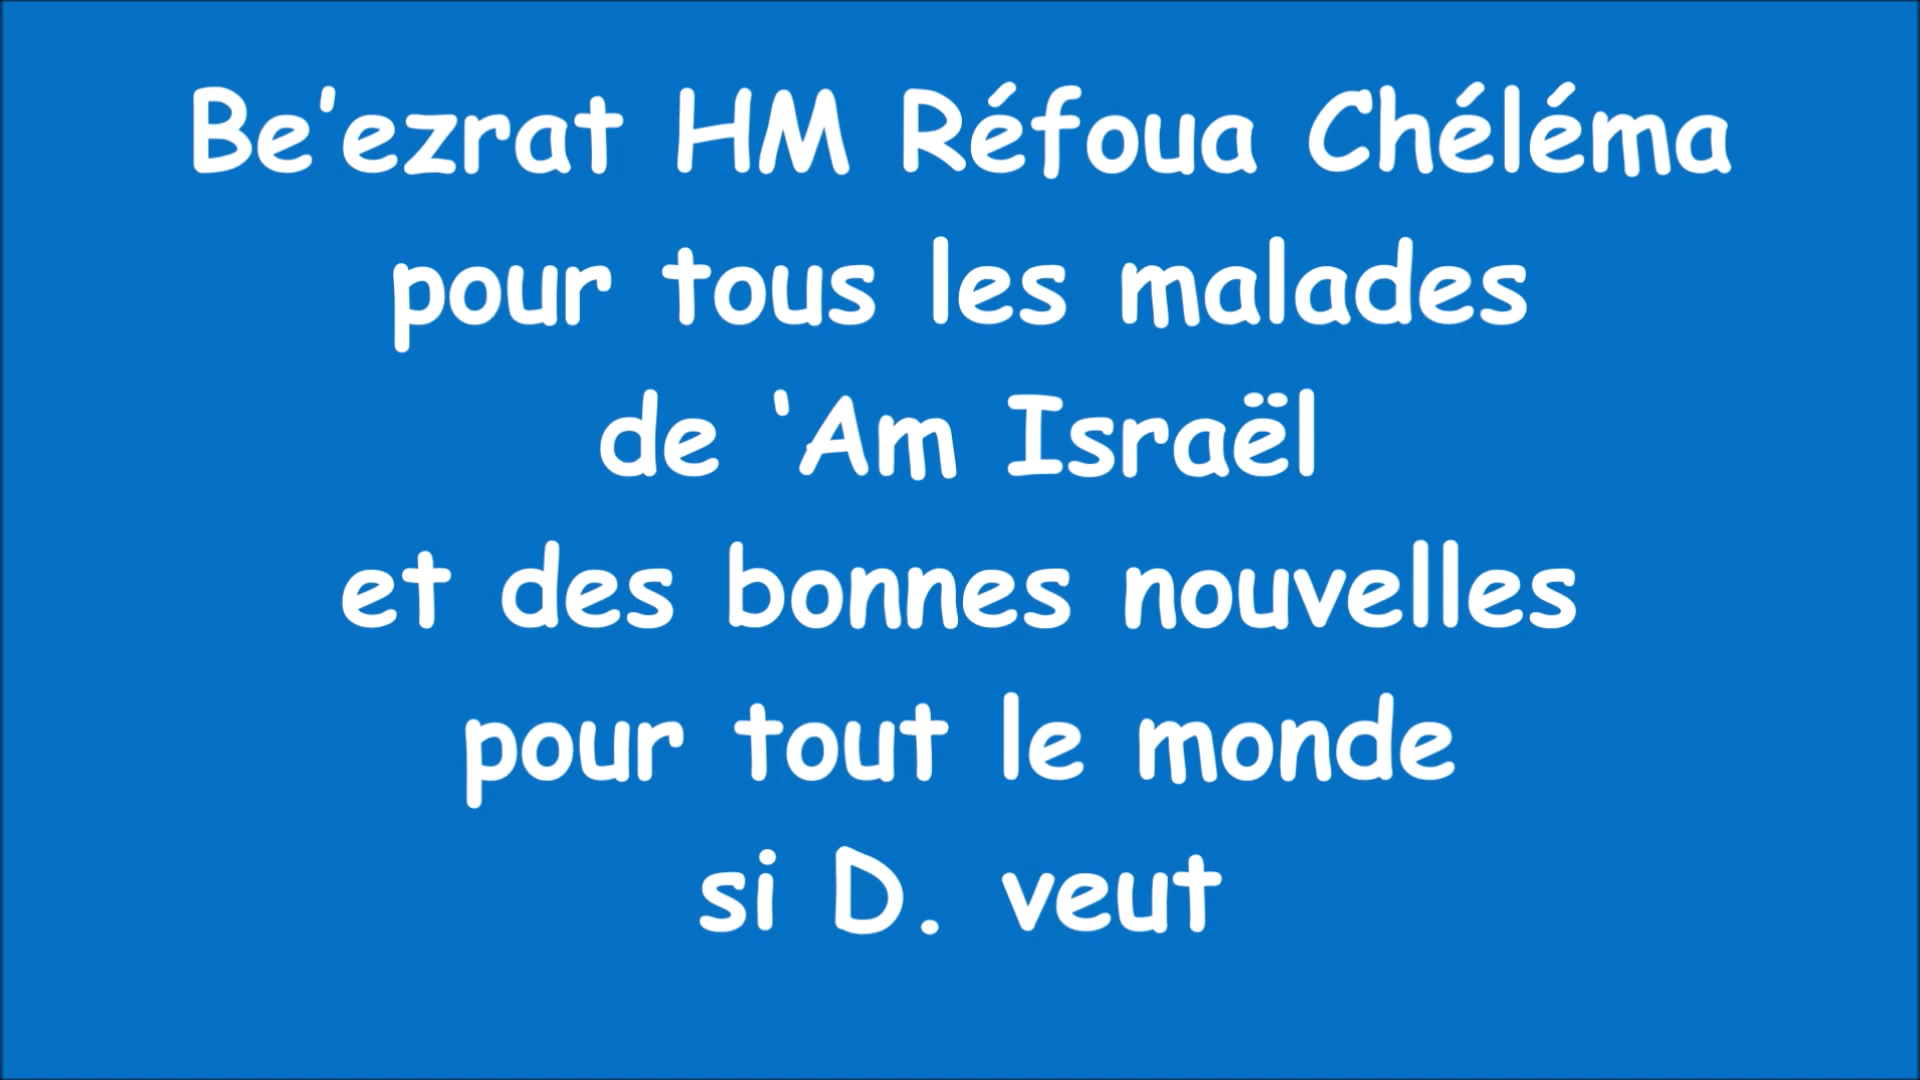 Be’ezrat HM Réfoua Chéléma
pour tous les malades
de ‘Am Israël
et des bonnes nouvelles
pour tout le monde
si D. veut